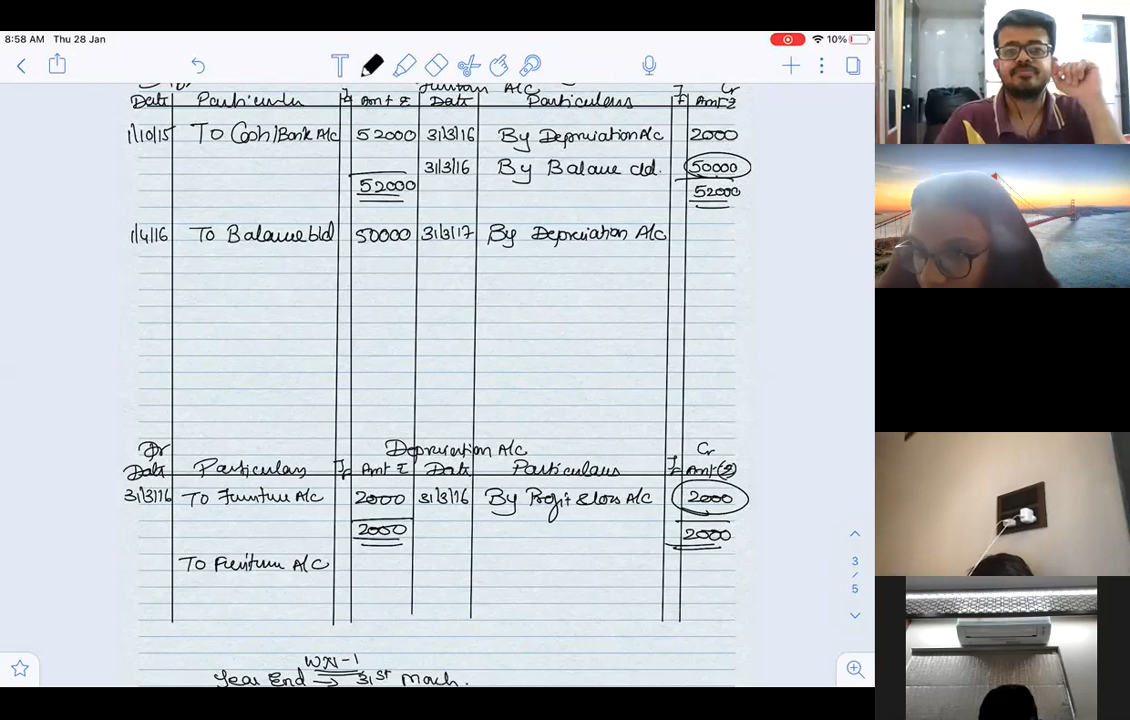 8:58 AM Thu 28 Jan 10%
T
A/C Cr
Date Particulars Amt ₹ Date Particulars Amt ₹
1/10/15 To Cash/Bank A/c 52000 31/3/16 By Depreciation A/c 2000
31/3/16 By Balance c/d. 50000
52000 52000
1/4/16 To Balance b/d 50000 31/3/17 By Depreciation A/c
Dr Depreciation A/c Cr
Date Particulars Jf Amt ₹ Date Particulars Jf Amt (₹)
31/3/16 To Furniture A/c 2000 31/3/16 By Profit & loss A/c 2000
2000 2000
To Furniture A/c
WN-1
Year End → 31st March.
3
/
5